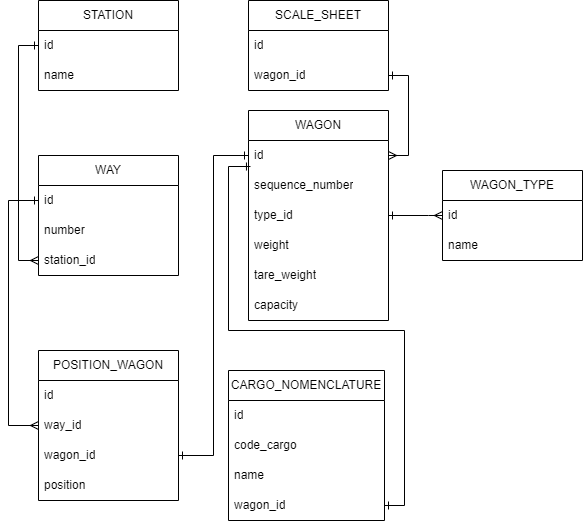 STATION
id
name
SCALE_SHEET
id
wagon_id
WAGON
id
sequence_number
type_id
weight
tare_weight
capacity
WAY
id
number
station_id
WAGON_TYPE
id
name
POSITION_WAGON
id
way_id
wagon_id
position
CARGO_NOMENCLATURE
id
code_cargo
name
wagon_id